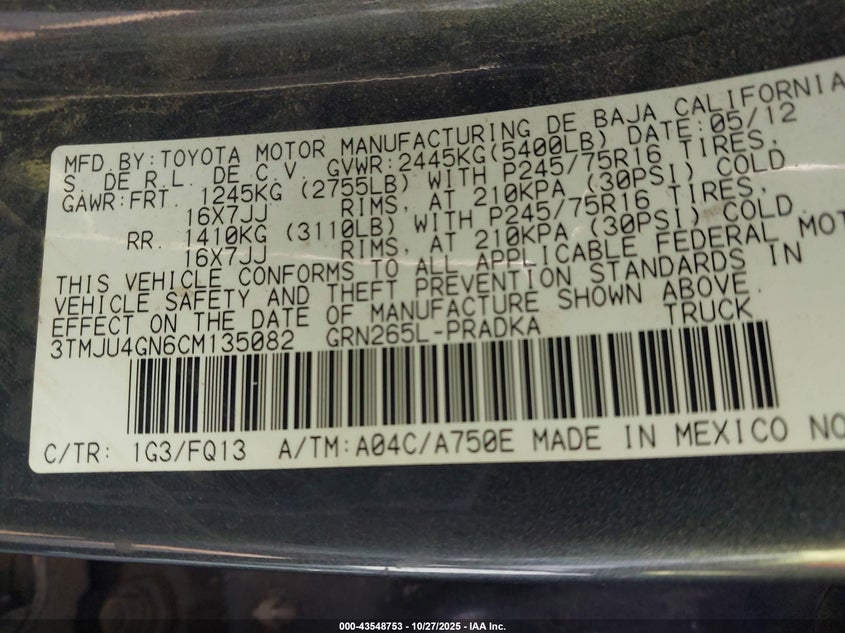 MFD. BY: TOYOTA MOTOR MANUFACTURING DE BAJA CALIFORNIA
S. DE R.L. DE C.V. GVWR: 2445KG(5400LB) DATE: 05/12
GAWR: FRT. 1245KG (2755LB) WITH P245/75R16 TIRES,
16X7JJ RIMS, AT 210KPA (30PSI) COLD
RR. 1410KG (3110LB) WITH P245/75R16 TIRES,
16X7JJ RIMS, AT 210KPA (30PSI) COLD.
THIS VEHICLE CONFORMS TO ALL APPLICABLE FEDERAL MOT
VEHICLE SAFETY AND THEFT PREVENTION STANDARDS IN
EFFECT ON THE DATE OF MANUFACTURE SHOWN ABOVE.
3TMJU4GN6CM135082 GRN265L-PRADKA TRUCK
C/TR: 1G3/FQ13 A/TM: A04C/A750E MADE IN MEXICO NO
000-43548753 - 10/27/2025 - IAA Inc.